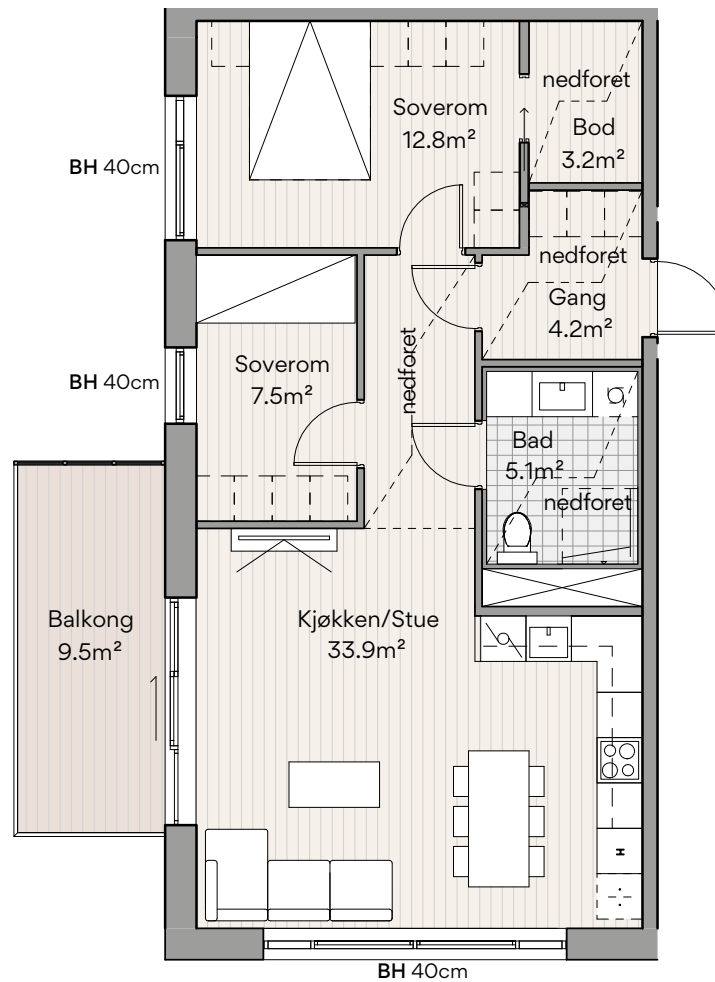 nedforet
Soverom
12.8m²
Bod
3.2m²
BH 40cm
nedforet
Gang
4.2m²
nedforet
Soverom
7.5m²
BH 40cm
Bad
5.1m²
nedforet
Balkong
9.5m²
Kjøkken/Stue
33.9m²
H
BH 40cm